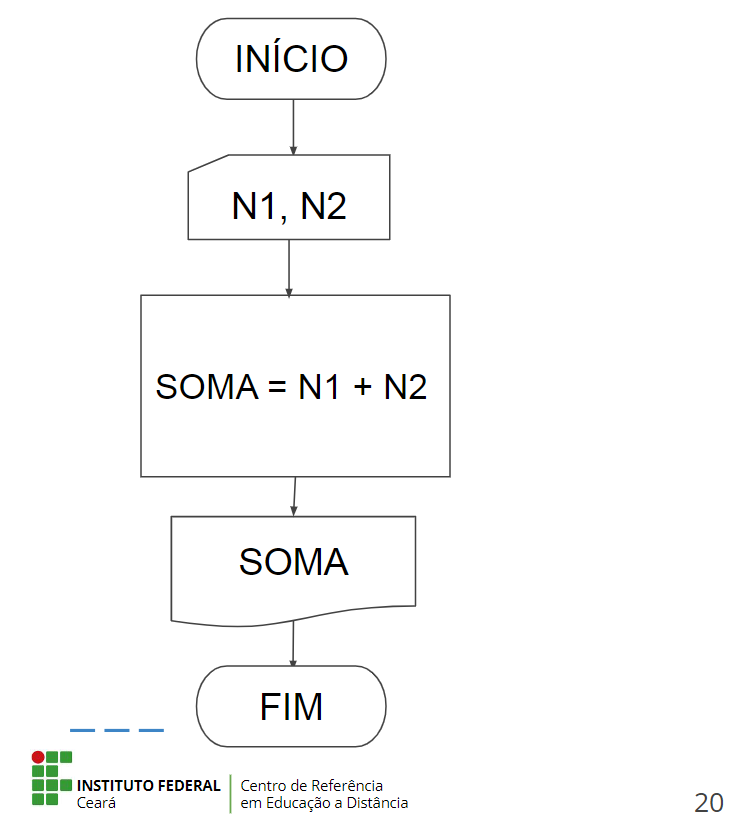 INÍCIO
N1, N2
SOMA = N1 + N2
SOMA
FIM
INSTITUTO FEDERAL
Ceará
Centro de Referência
em Educação a Distância
20